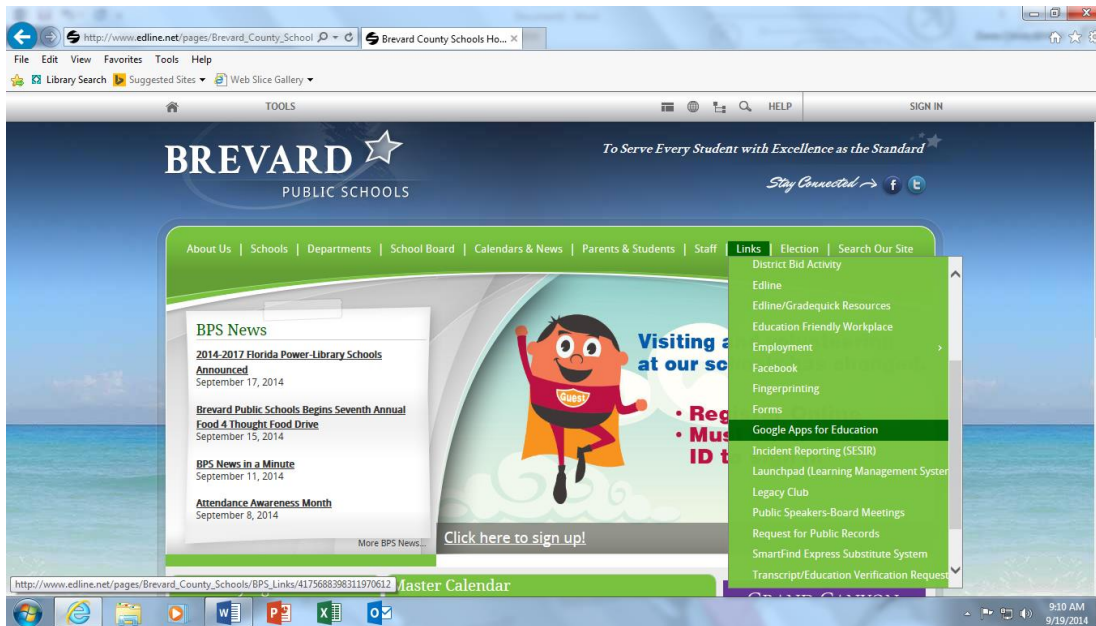 http://www.edline.net/pages/Brevard_County_School
Brevard County Schools Ho...
File Edit View Favorites Tools Help
Library Search Suggested Sites Web Slice Gallery
TOOLS HELP SIGN IN
BREVARD
PUBLIC SCHOOLS
To Serve Every Student with Excellence as the Standard
Stay Connected
About Us | Schools | Departments | School Board | Calendars & News | Parents & Students | Staff | Links | Election | Search Our Site
District Bid Activity
Edline
Edline/Gradequick Resources
Education Friendly Workplace
Employment
Facebook
Fingerprinting
Forms
Google Apps for Education
Incident Reporting (SESIR)
Launchpad (Learning Management System
Legacy Club
Public Speakers-Board Meetings
Request for Public Records
SmartFind Express Substitute System
Transcript/Education Verification Request
BPS News
2014-2017 Florida Power-Library Schools
Announced
September 17, 2014
Brevard Public Schools Begins Seventh Annual
Food 4 Thought Food Drive
September 15, 2014
BPS News in a Minute
September 11, 2014
Attendance Awareness Month
September 8, 2014
More BPS News...
Guest
Visiting
at our
ID
Click here to sign up!
Master Calendar
GRAND CANYON
http://www.edline.net/pages/Brevard_County_Schools/BPS_Links/4175688398311970612
9:10 AM
9/19/2014